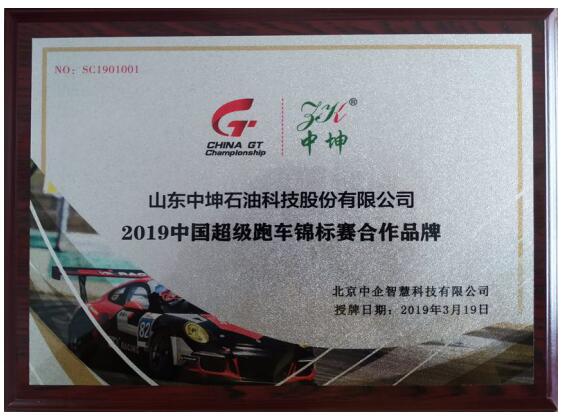 NO: SC1901001
CHINA GT
Championship
ZK®
中坤
山东中坤石油科技股份有限公司
2019中国超级跑车锦标赛合作品牌
北京中企智慧科技有限公司
授牌日期：2019年3月19日
82